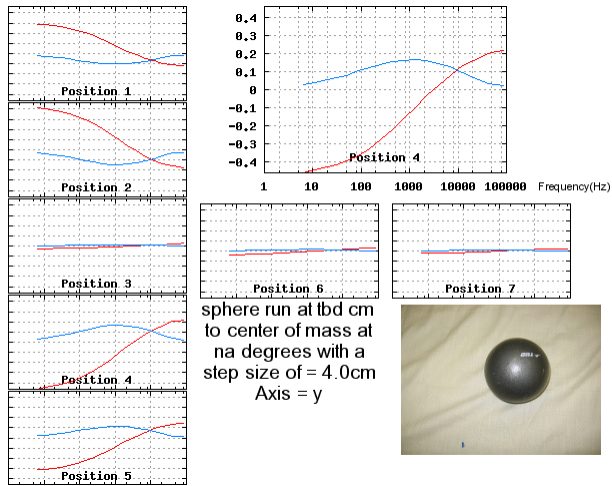 Position 1
Position 2
Position 3
Position 4
Position 5
0.4
0.3
0.2
0.1
0
-0.1
-0.2
-0.3
-0.4
Position 4
1 10 100 1000 10000 100000 Frequency(Hz)
Position 6
Position 7
sphere run at tbd cm
to center of mass at
na degrees with a
step size of = 4.0cm
Axis = y